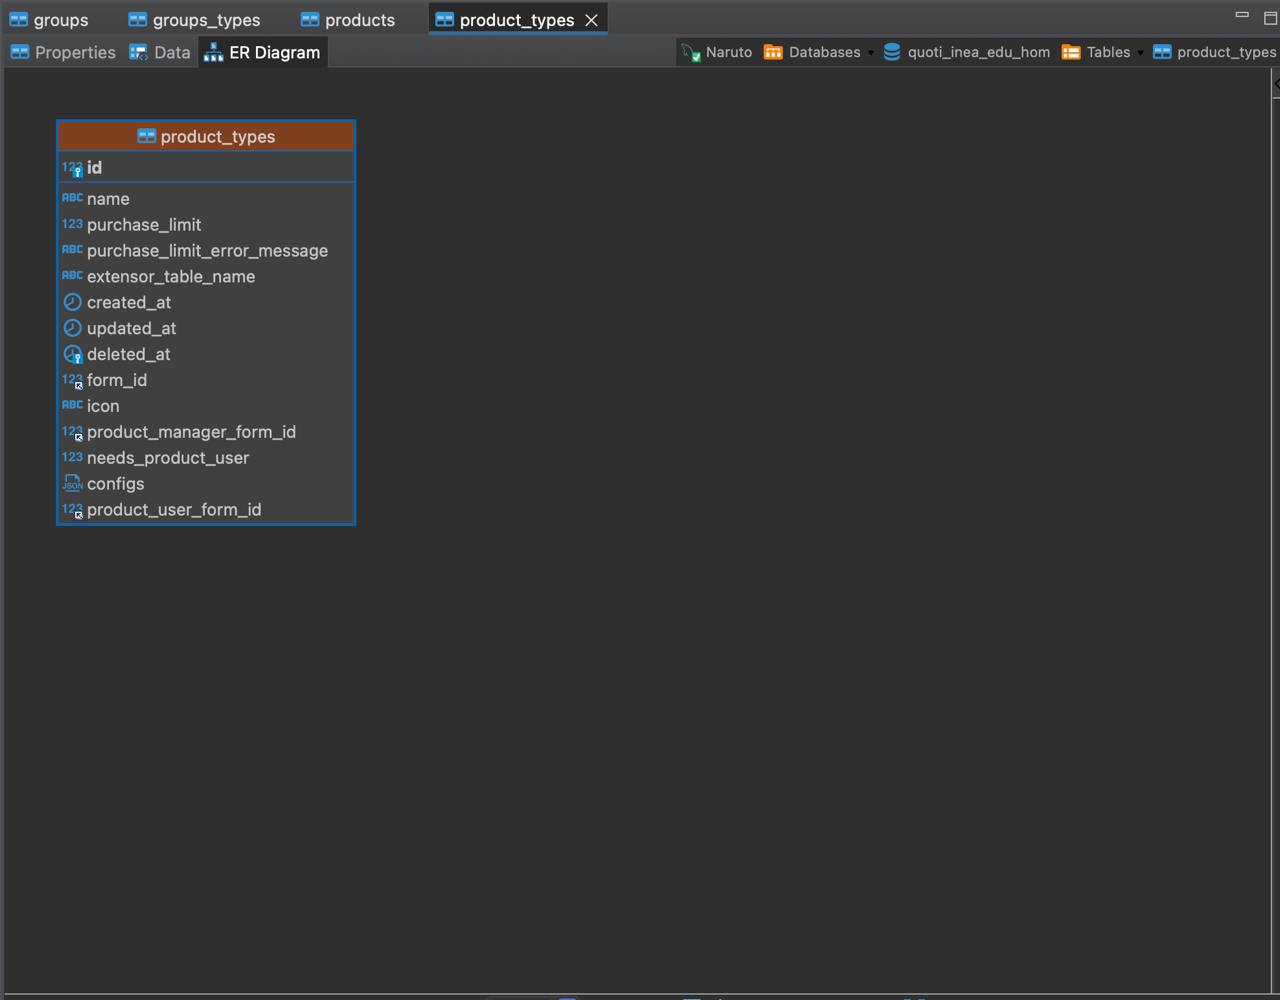 groups groups_types products product_types
Properties Data ER Diagram Naruto Databases quoti_inea_edu_hom Tables product_types
product_types
123 id
ABC name
123 purchase_limit
ABC purchase_limit_error_message
ABC extensor_table_name
created_at
updated_at
deleted_at
123 form_id
ABC icon
123 product_manager_form_id
123 needs_product_user
JSON configs
123 product_user_form_id